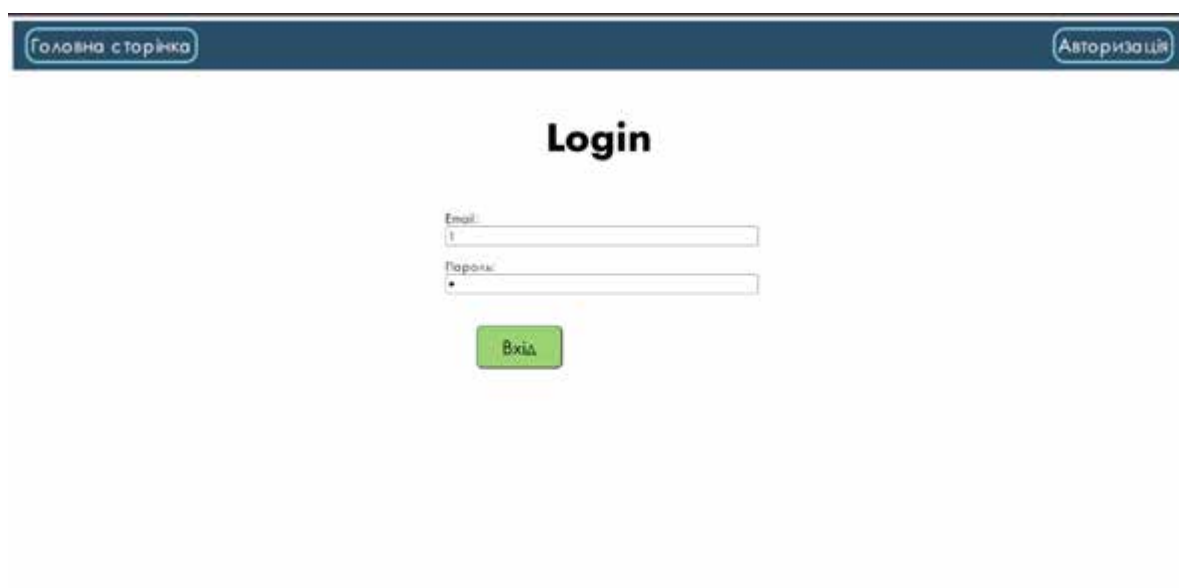 Головна сторінка
Авторизація
Login
Email:
1
Пароль:
•
Вхід